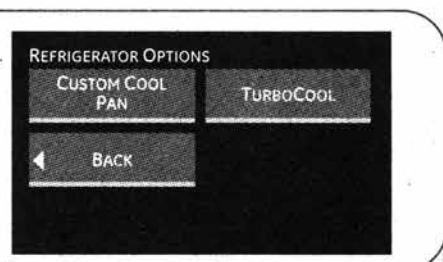 REFRIGERATOR OPTIONS
CUSTOM COOL
PAN
TURBOCOOL
BACK